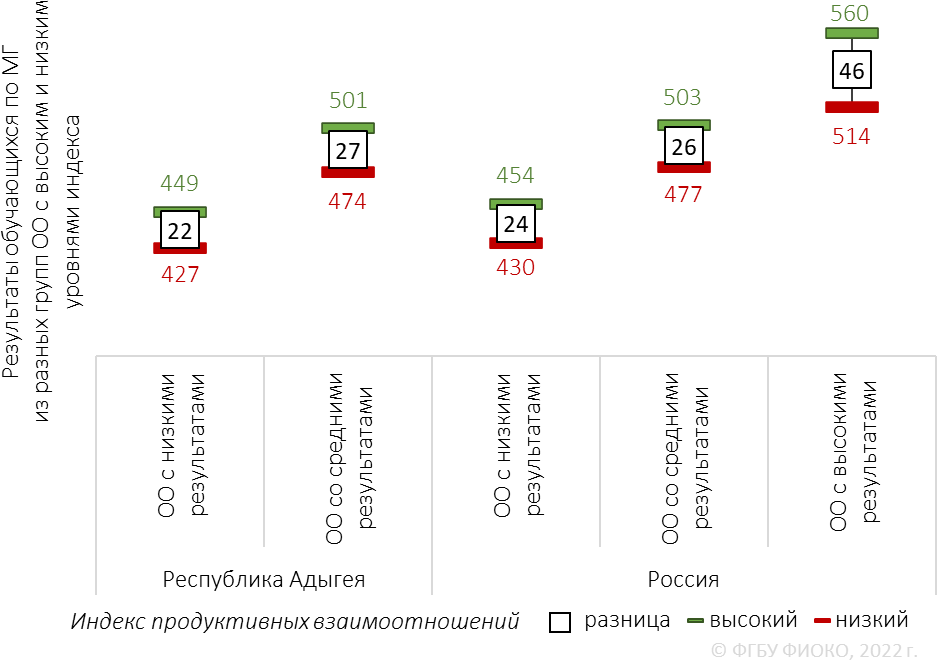 Результаты обучающихся по МГ
из разных групп ОО с высоким и низким
уровнями индекса
449
22
427
501
27
474
454
24
430
503
26
477
560
46
514
ОО с низкими
результатами
ОО со средними
результатами
ОО с низкими
результатами
ОО со средними
результатами
ОО с высокими
результатами
Республика Адыгея
Россия
Индекс продуктивных взаимоотношений
разница
высокий
низкий
© ФГБУ ФИОКО, 2022 г.